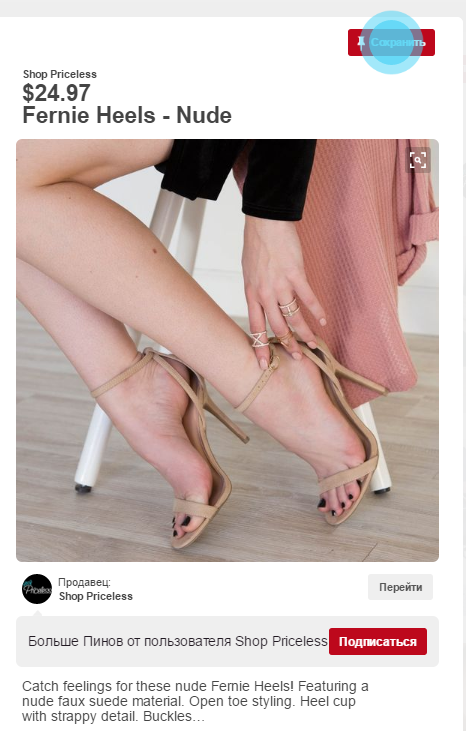 Сохранить
Shop Priceless
$24.97
Fernie Heels - Nude
Priceless
Продавец:
Shop Priceless
Перейти
Больше Пинов от пользователя Shop Priceless
Подписаться
Catch feelings for these nude Fernie Heels! Featuring a
nude faux suede material. Open toe styling. Heel cup
with strappy detail. Buckles…